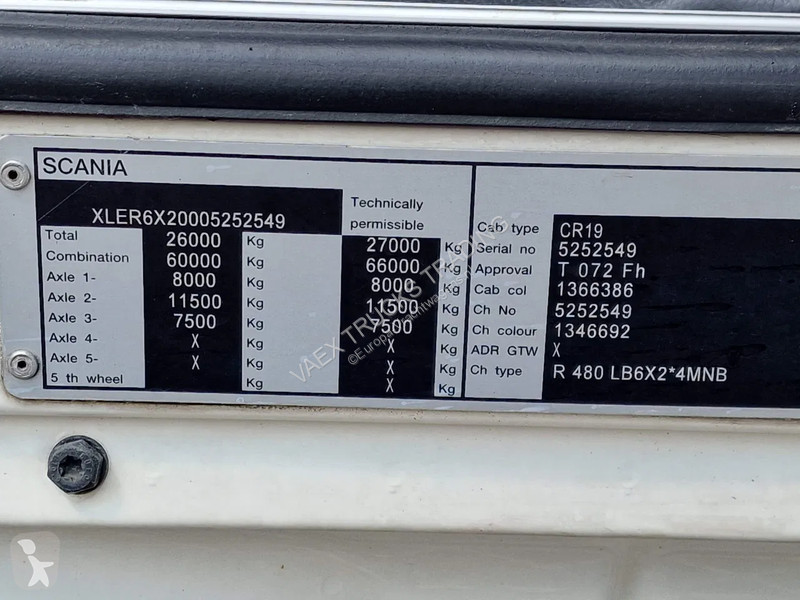 SCANIA
XLER6X20005252549
Technically
permissible
Total 26000 Kg 27000 Kg
Combination 60000 Kg 66000 Kg
Axle 1- 8000 Kg 8000 Kg
Axle 2- 11500 Kg 11500 Kg
Axle 3- 7500 Kg 7500 Kg
Axle 4- X Kg X Kg
Axle 5- X Kg X Kg
5 th wheel Kg X Kg
Cab type CR19
Serial no 5252549
Approval T 072 Fh
Cab col 1366386
Ch No 5252549
Ch colour 1346692
ADR GTW X
Ch type R 480 LB6X2*4MNB
VAEX TRUCKS TRADING